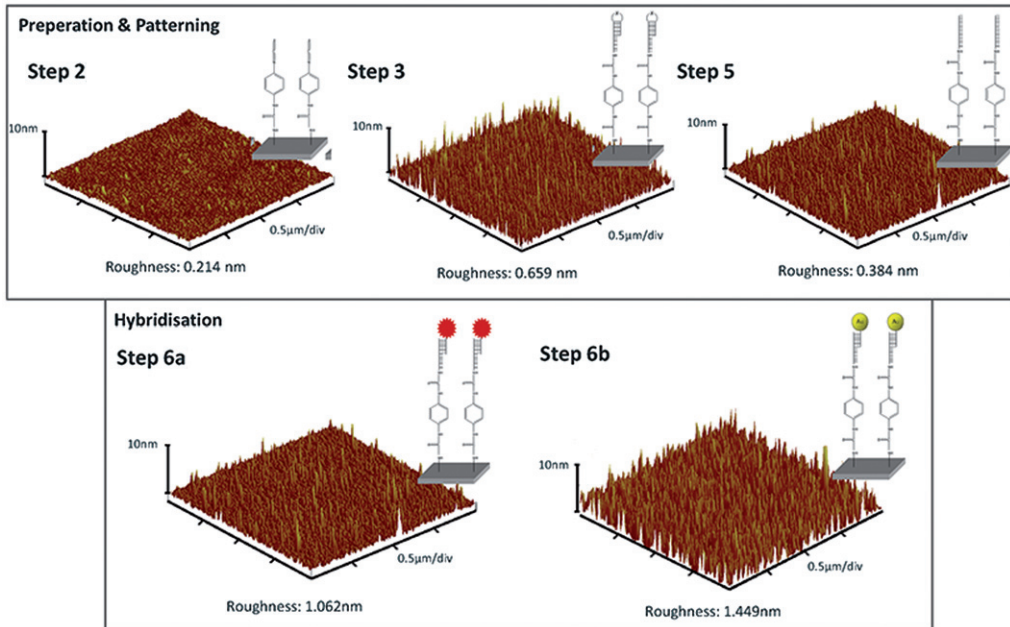 Preperation & Patterning
Step 2
Step 3
Step 5
10nm
10nm
10nm
0.5µm/div
0.5µm/div
0.5µm/div
Roughness: 0.214 nm
Roughness: 0.659 nm
Roughness: 0.384 nm
Hybridisation
Step 6a
Step 6b
Au
Au
10nm
10nm
0.5µm/div
0.5µm/div
Roughness: 1.062nm
Roughness: 1.449nm